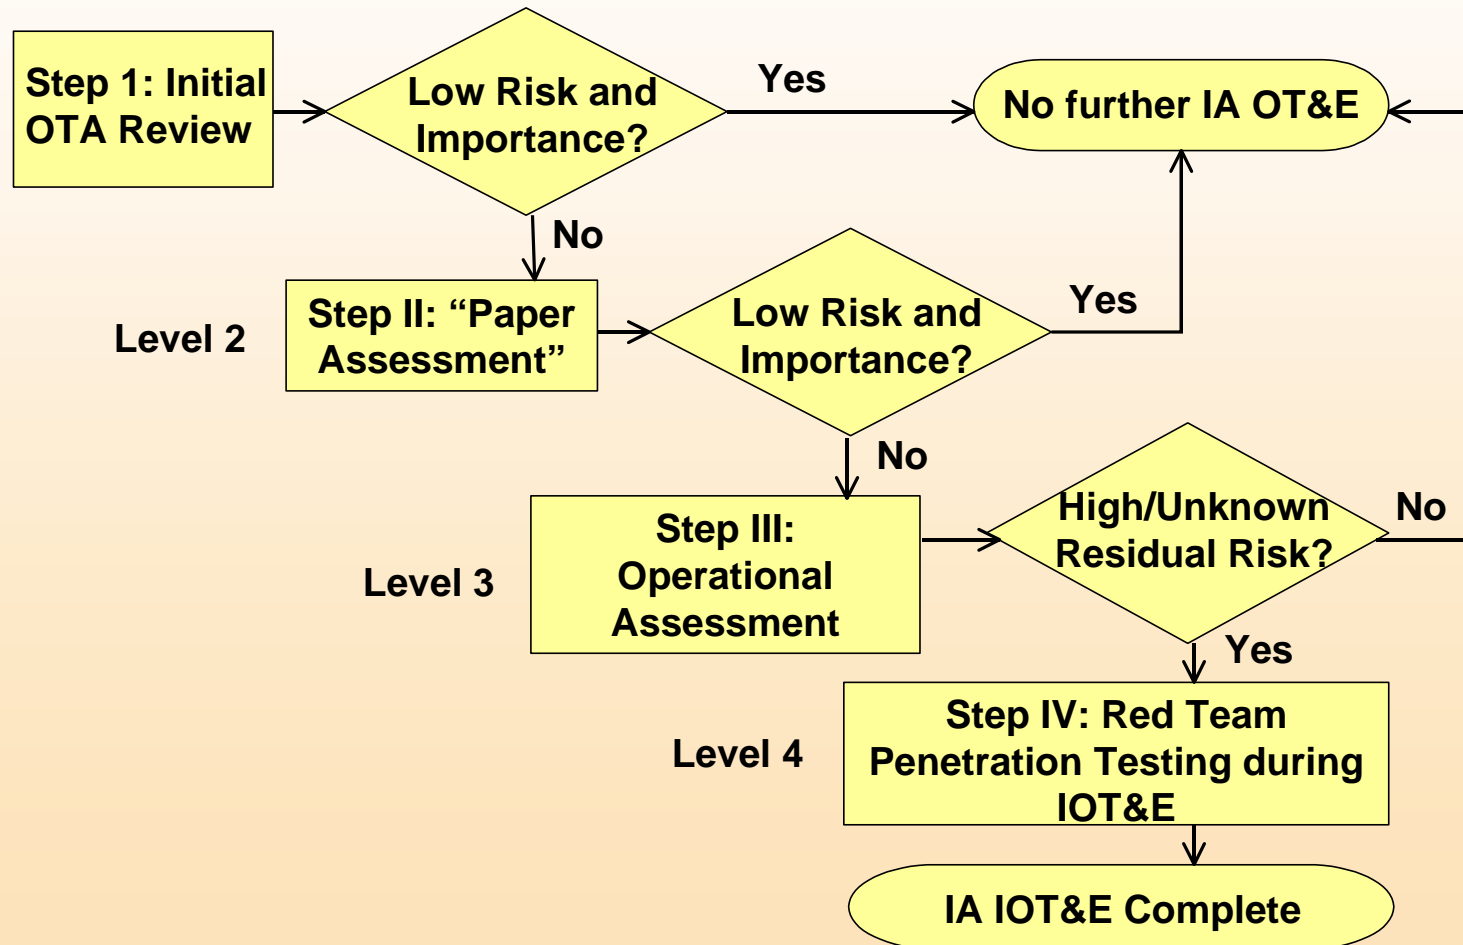 Step 1: Initial
OTA Review
Low Risk and
Importance?
Yes
No further IA OT&E
No
Level 2
Step II: “Paper
Assessment”
Low Risk and
Importance?
Yes
No
Level 3
Step III:
Operational
Assessment
High/Unknown
Residual Risk?
No
Yes
Level 4
Step IV: Red Team
Penetration Testing during
IOT&E
IA IOT&E Complete